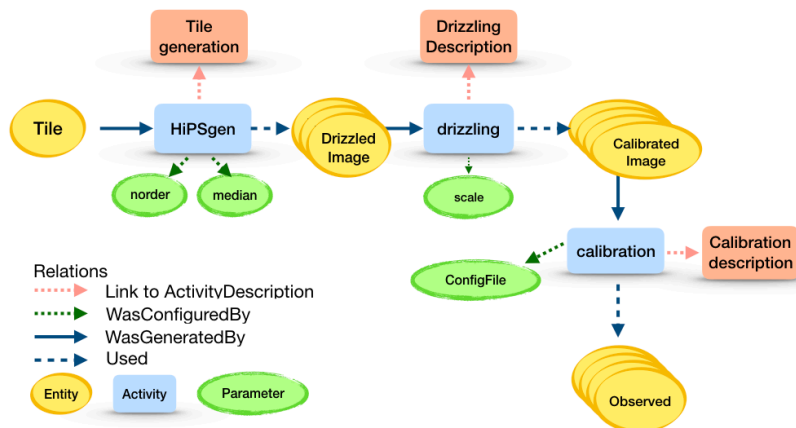 Tile
generation
Drizzling
Description
Tile
HiPSgen
Drizzled
Image
drizzling
Calibrated
Image
norder
median
scale
calibration
Calibration
description
ConfigFile
Relations
Link to ActivityDescription
WasConfiguredBy
WasGeneratedBy
Used
Entity
Activity
Parameter
Observed